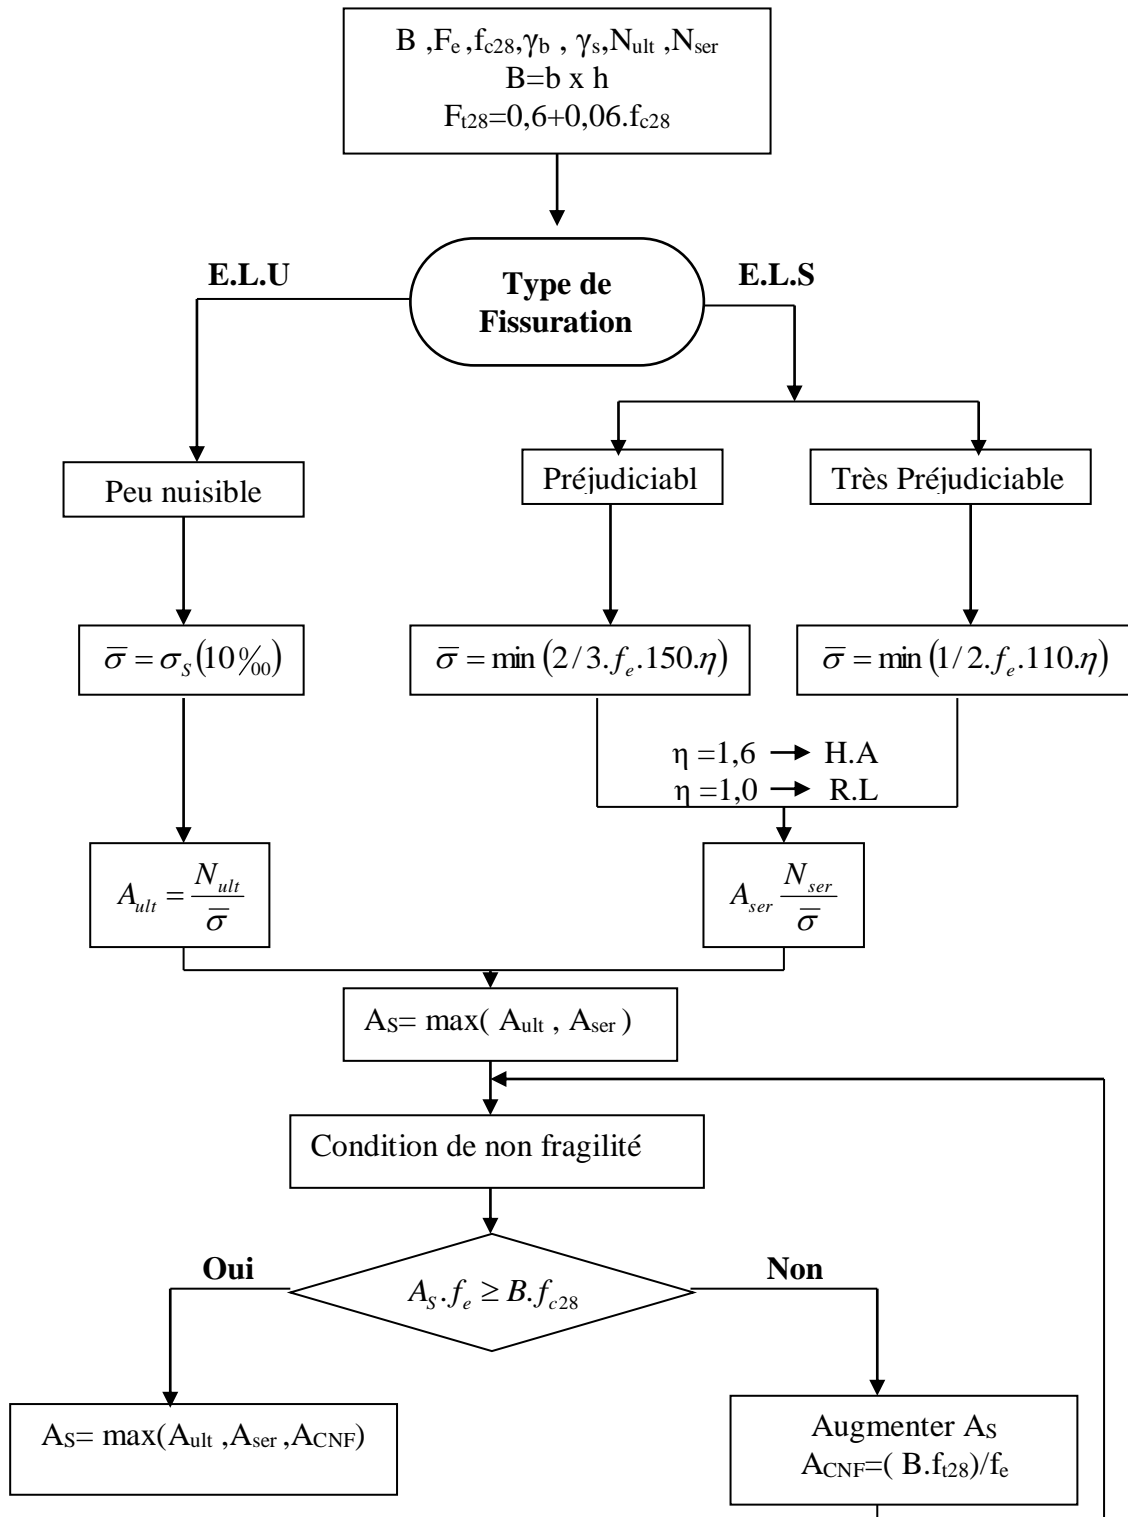 B ,Fe ,fc28,γb , γs,Nult ,Nser
B=b x h
Ft28=0,6+0,06.fc28
E.L.U
E.L.S
Type de
Fissuration
Peu nuisible
Préjudiciabl
Très Préjudiciable
σ̅ = σS(10‰)
σ̅ = min (2/3.fe.150.η)
σ̅ = min (1/2.fe.110.η)
η =1,6 → H.A
η =1,0 → R.L
Ault = Nult / σ̅
Aser Nser / σ̅
AS= max( Ault , Aser )
Condition de non fragilité
Oui
Non
AS.fe ≥ B.fc28
AS= max(Ault ,Aser ,ACNF)
Augmenter AS
ACNF=( B.ft28)/fe